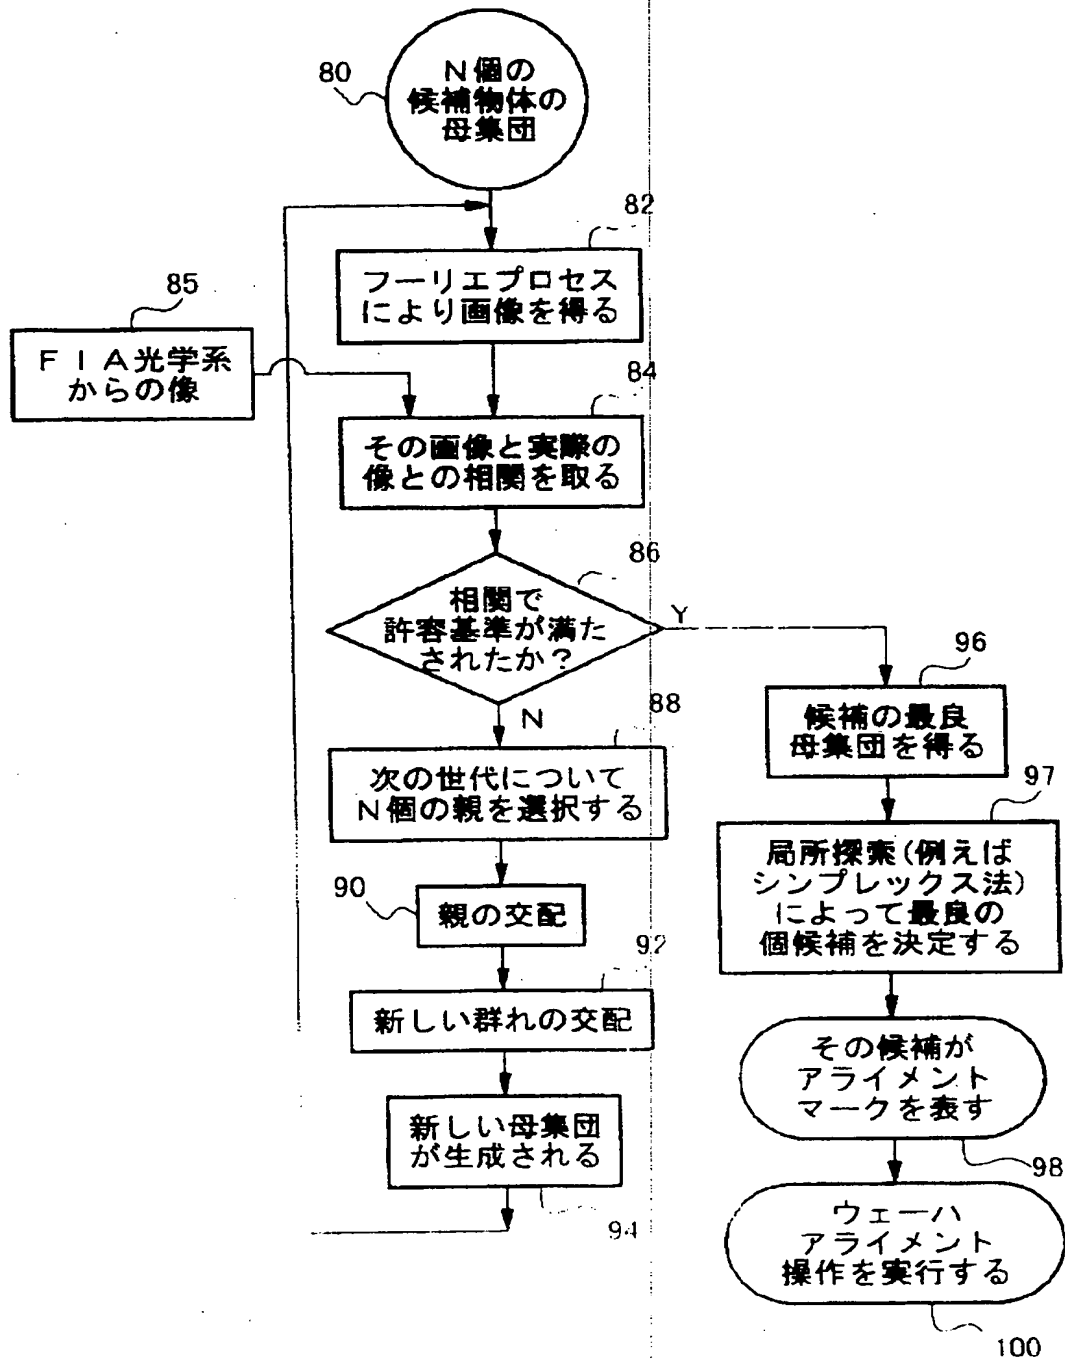 80
N個の
候補物体の
母集団
82
フーリエプロセス
により画像を得る
85
FIA光学系
からの像
84
その画像と実際の
像との相関を取る
86
相関で
許容基準が満た
されたか?
Y
N
88
次の世代について
N個の親を選択する
90
親の交配
92
新しい群れの交配
新しい母集団
が生成される
94
96
候補の最良
母集団を得る
97
局所探索(例えば
シンプレックス法)
によって最良の
個候補を決定する
その候補が
アライメント
マークを表す
98
ウェーハ
アライメント
操作を実行する
100